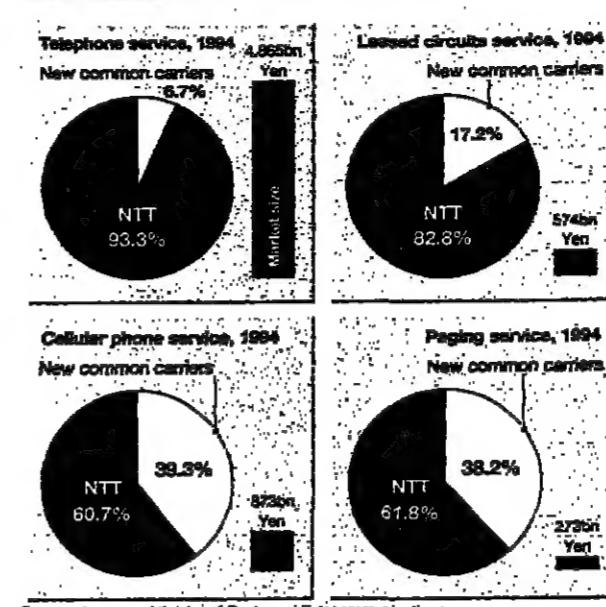 Telephone service, 1994
4,865bn
Yen
New common carriers
6.7%
NTT
93.3%
Market size
Leased circuits service, 1994
New common carriers
17.2%
NTT
82.8%
574bn
Yen
Cellular phone service, 1994
New common carriers
39.3%
NTT
60.7%
873bn
Yen
Paging service, 1994
New common carriers
38.2%
NTT
61.8%
273bn
Yen